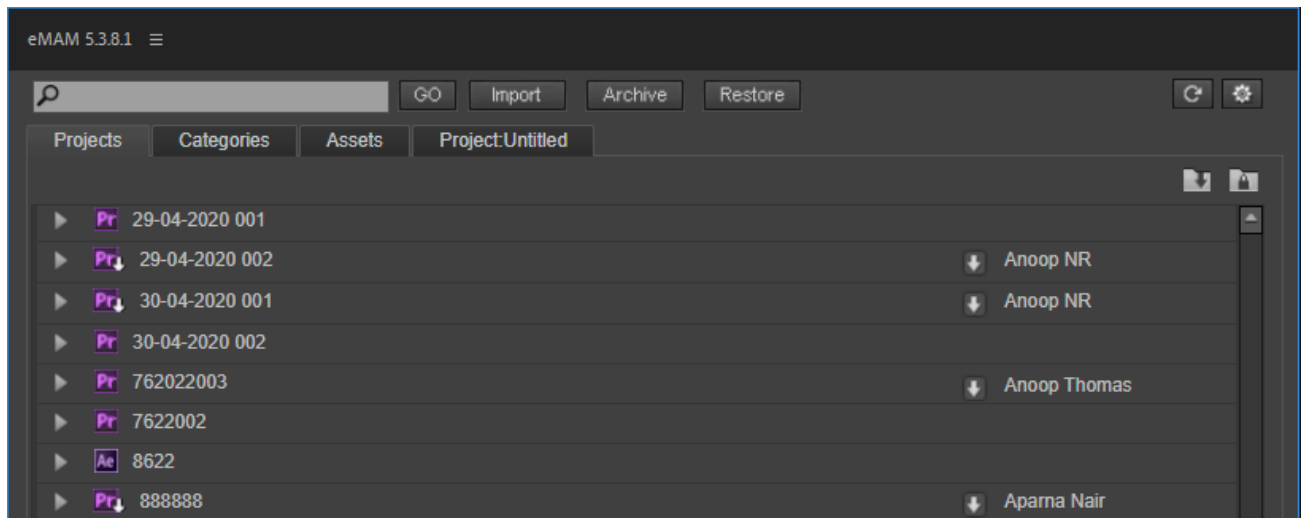 eMAM 5.3.8.1
GO Import Archive Restore
Projects Categories Assets Project:Untitled
Pr 29-04-2020 001
Pr 29-04-2020 002 Anoop NR
Pr 30-04-2020 001 Anoop NR
Pr 30-04-2020 002
Pr 762022003 Anoop Thomas
Pr 7622002
Ae 8622
Pr 888888 Aparna Nair